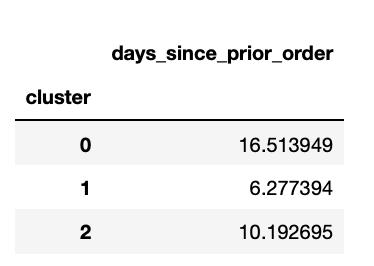 days_since_prior_order
cluster
0 16.513949
1 6.277394
2 10.192695